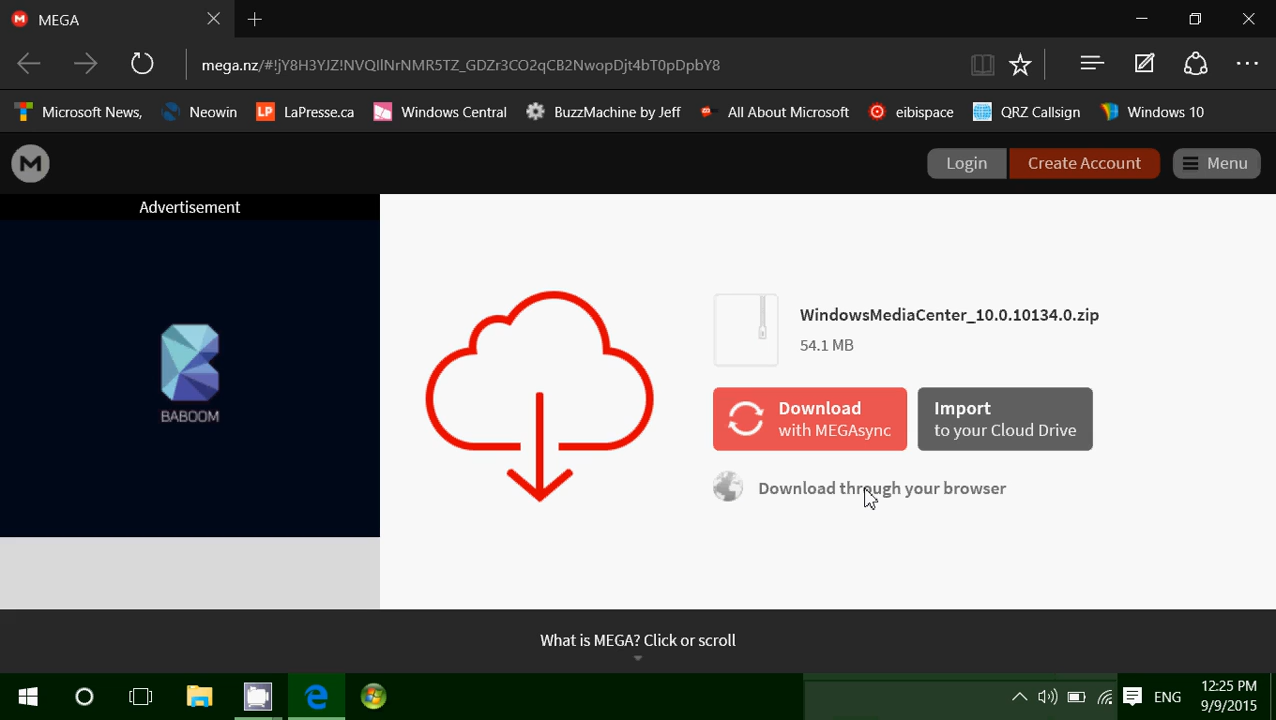 MEGA
mega.nz/#!jY8H3YJZ!NVQIlNrNMR5TZ_GDZr3CO2qCB2NwopDjt4bT0pDpbY8
Microsoft News, Neowin LP LaPresse.ca Windows Central BuzzMachine by Jeff All About Microsoft eibispace QRZ Callsign Windows 10
M Login Create Account Menu
Advertisement
BABOOM
WindowsMediaCenter_10.0.10134.0.zip
54.1 MB
Download
with MEGAsync
Import
to your Cloud Drive
Download through your browser
What is MEGA? Click or scroll
ENG
12:25 PM
9/9/2015